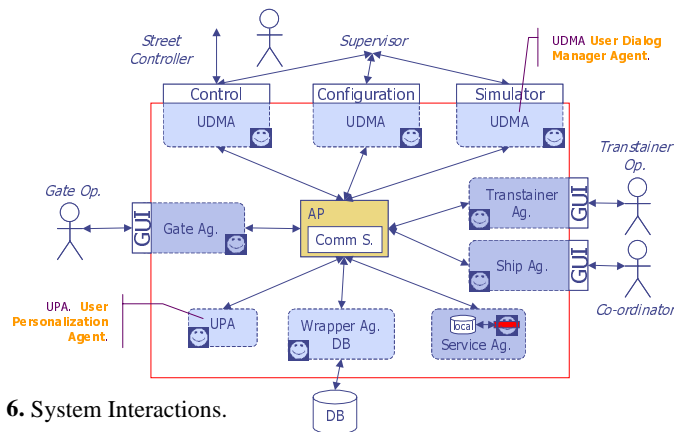 Street
Controller
Supervisor
UDMA User Dialog
Manager Agent.
Control
Configuration
Simulator
UDMA
UDMA
UDMA
Transtainer
Op.
Gate Op.
GUI
Gate Ag.
AP
Comm S.
Transtainer
Ag.
GUI
Ship Ag.
GUI
Co-ordinator
UPA. User
Personalization
Agent.
UPA
Wrapper Ag.
DB
local
Service Ag.
DB
6. System Interactions.